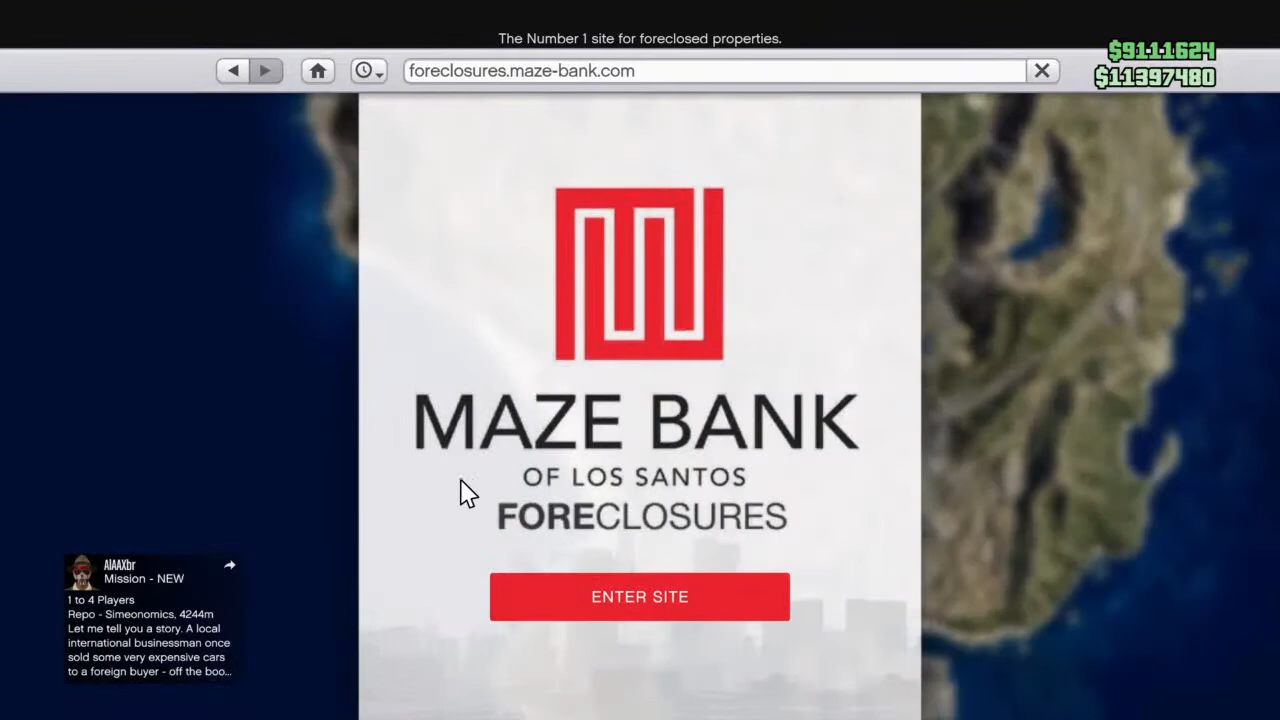 The Number 1 site for foreclosed properties.
foreclosures.maze-bank.com
$9111624
$11397480
MAZE BANK
OF LOS SANTOS
FORECLOSURES
ENTER SITE
AlAAXbr
Mission - NEW
1 to 4 Players
Repo - Simeonomics, 4244m
Let me tell you a story. A local
international businessman once
sold some very expensive cars
to a foreign buyer - off the boo...